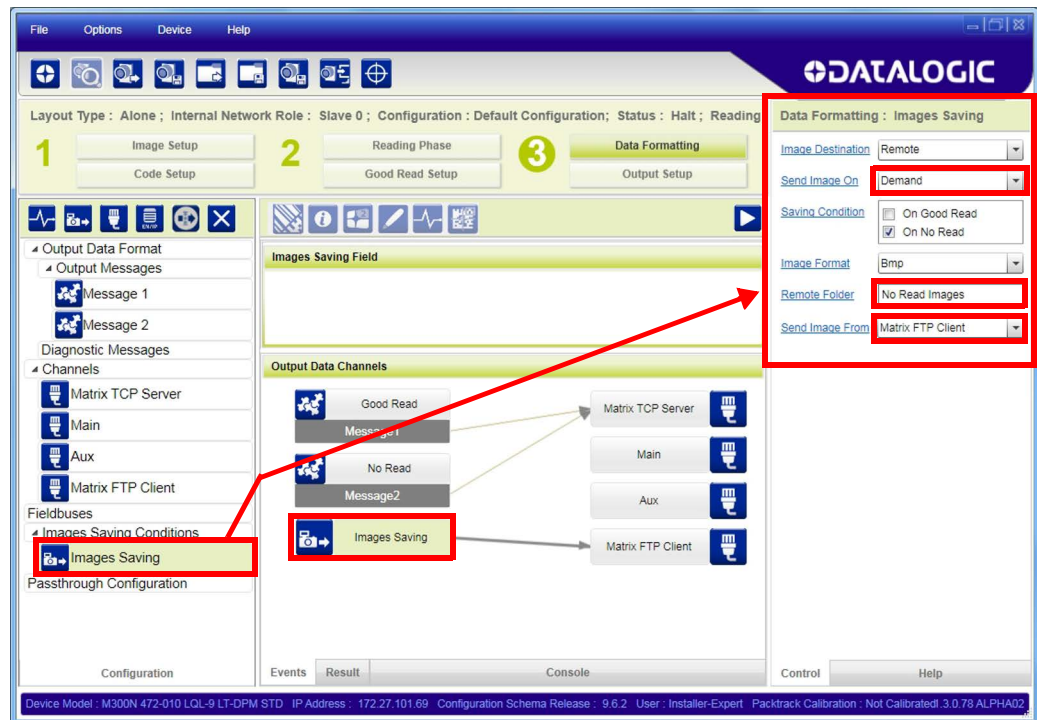 File Options Device Help
DATALOGIC
Layout Type : Alone ; Internal Network Role : Slave 0 ; Configuration : Default Configuration; Status : Halt ; Reading
1 Image Setup 2 Reading Phase 3 Data Formatting
Code Setup Good Read Setup Output Setup
EN/IP
Output Data Format
Output Messages
Message 1
Message 2
Diagnostic Messages
Channels
Matrix TCP Server
Main
Aux
Matrix FTP Client
Fieldbuses
Images Saving Conditions
Images Saving
Passthrough Configuration
Configuration
Images Saving Field
Output Data Channels
Good Read
Message1
No Read
Message2
Images Saving
Matrix TCP Server
Main
Aux
Matrix FTP Client
Events Result Console
Data Formatting : Images Saving
Image Destination Remote
Send Image On Demand
Saving Condition On Good Read
On No Read
Image Format Bmp
Remote Folder No Read Images
Send Image From Matrix FTP Client
Control Help
Device Model : M300N 472-010 LQL-9 LT-DPM STD IP Address : 172.27.101.69 Configuration Schema Release : 9.6.2 User : Installer-Expert Packtrack Calibration : Not Calibratedl.3.0.78 ALPHA02